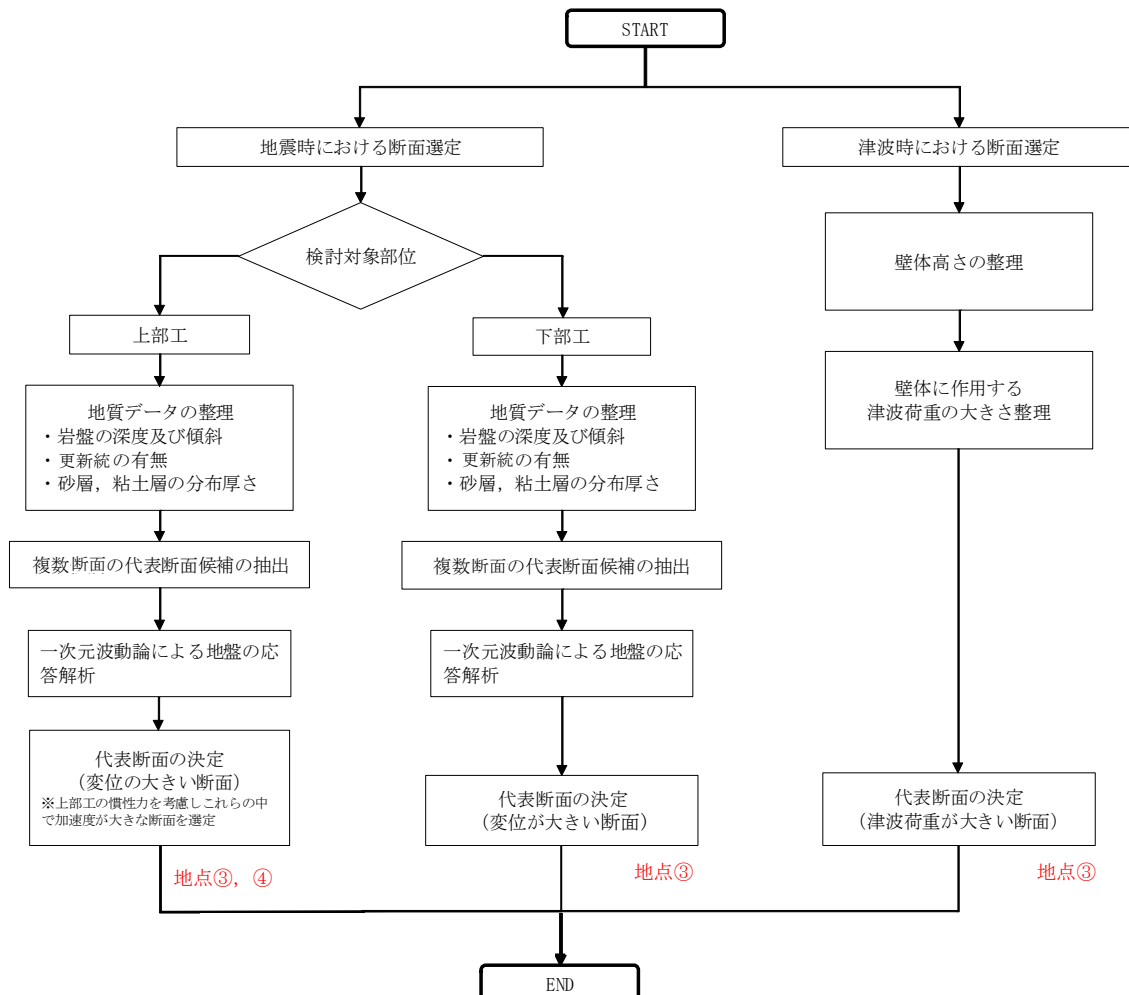 START
地震時における断面選定
津波時における断面選定
検討対象部位
壁体高さの整理
上部工
下部工
壁体に作用する
津波荷重の大きさ整理
地質データの整理
・岩盤の深度及び傾斜
・更新統の有無
・砂層，粘土層の分布厚さ
地質データの整理
・岩盤の深度及び傾斜
・更新統の有無
・砂層，粘土層の分布厚さ
複数断面の代表断面候補の抽出
複数断面の代表断面候補の抽出
一次元波動論による地盤の応
答解析
一次元波動論による地盤の応
答解析
代表断面の決定
（変位の大きい断面）
※上部工の慣性力を考慮しこれらの中
で加速度が大きな断面を選定
代表断面の決定
（変位が大きい断面）
代表断面の決定
（津波荷重が大きい断面）
地点③，④
地点③
地点③
END